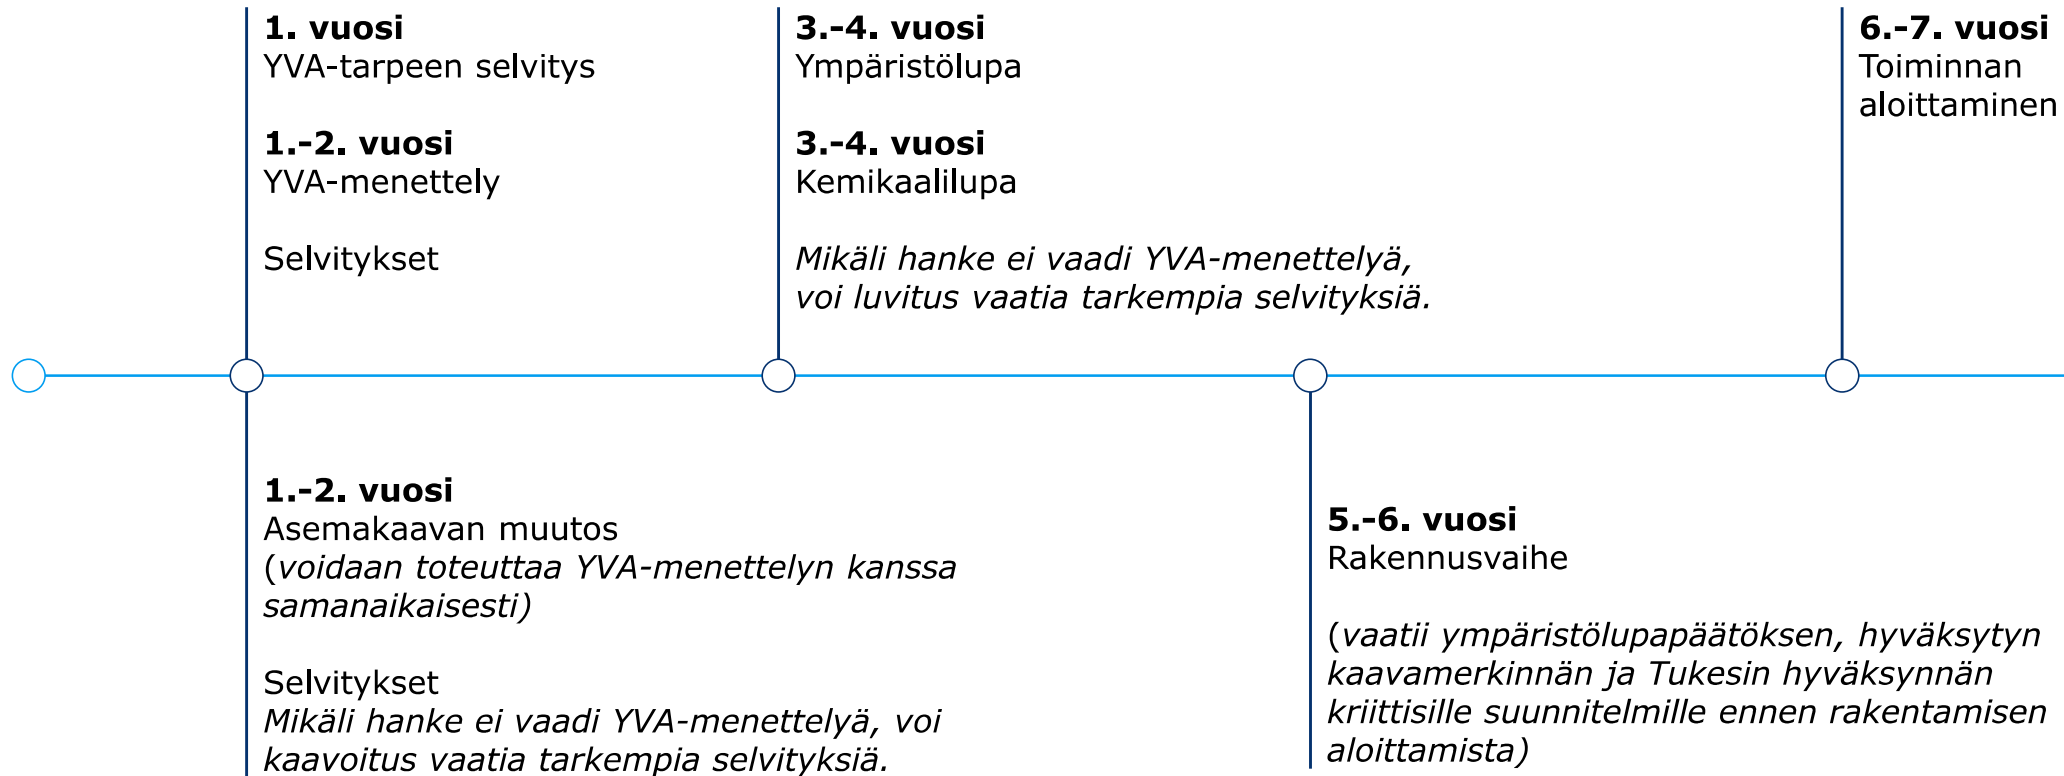 1. vuosi
YVA-tarpeen selvitys
1.-2. vuosi
YVA-menettely
Selvitykset
3.-4. vuosi
Ympäristölupa
3.-4. vuosi
Kemikaalilupa
Mikäli hanke ei vaadi YVA-menettelyä,
voi luvitus vaatia tarkempia selvityksiä.
6.-7. vuosi
Toiminnan
aloittaminen
1.-2. vuosi
Asemakaavan muutos
(voidaan toteuttaa YVA-menettelyn kanssa
samanaikaisesti)
Selvitykset
Mikäli hanke ei vaadi YVA-menettelyä, voi
kaavoitus vaatia tarkempia selvityksiä.
5.-6. vuosi
Rakennusvaihe
(vaatii ympäristölupapäätöksen, hyväksytyn
kaavamerkinnän ja Tukesin hyväksynnän
kriittisille suunnitelmille ennen rakentamisen
aloittamista)